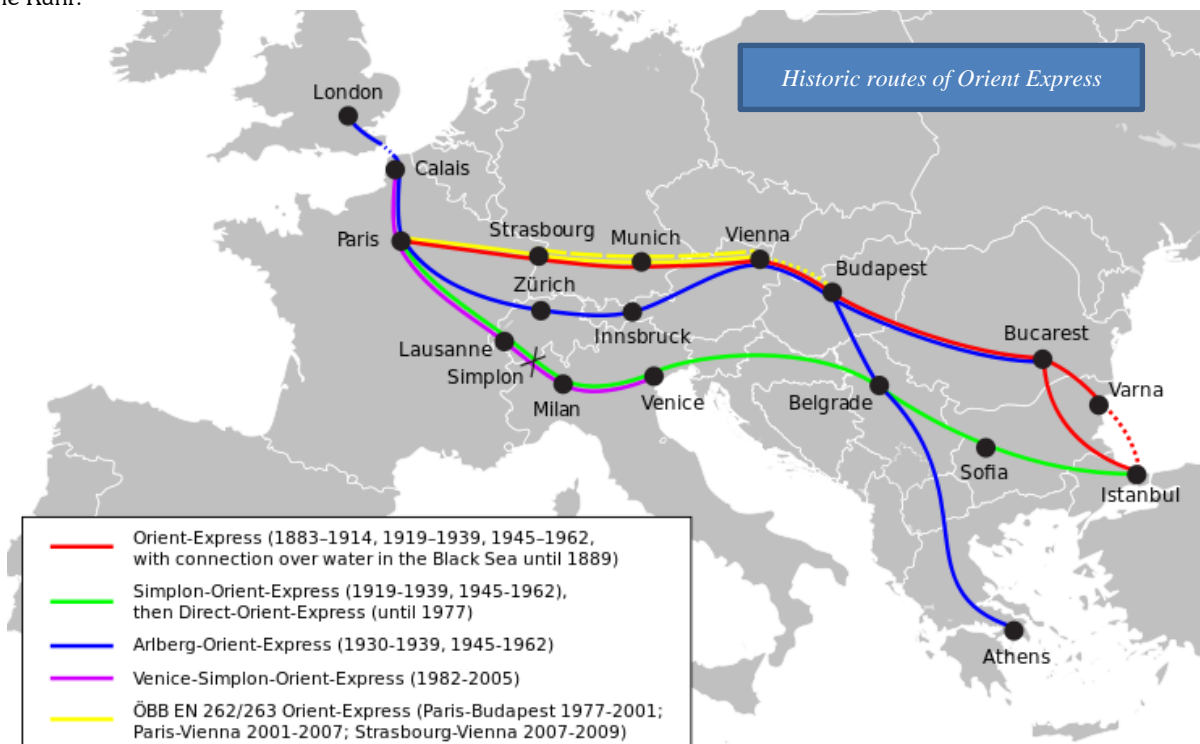 Historic routes of Orient Express
London
Calais
Paris
Strasbourg
Munich
Vienna
Budapest
Zürich
Innsbruck
Lausanne
Simplon
Milan
Venice
Belgrade
Bucarest
Varna
Sofia
Istanbul
Athens
Orient-Express (1883–1914, 1919–1939, 1945–1962,
with connection over water in the Black Sea until 1889)
Simplon-Orient-Express (1919-1939, 1945-1962),
then Direct-Orient-Express (until 1977)
Arlberg-Orient-Express (1930-1939, 1945-1962)
Venice-Simplon-Orient-Express (1982-2005)
ÖBB EN 262/263 Orient-Express (Paris-Budapest 1977-2001;
Paris-Vienna 2001-2007; Strasbourg-Vienna 2007-2009)